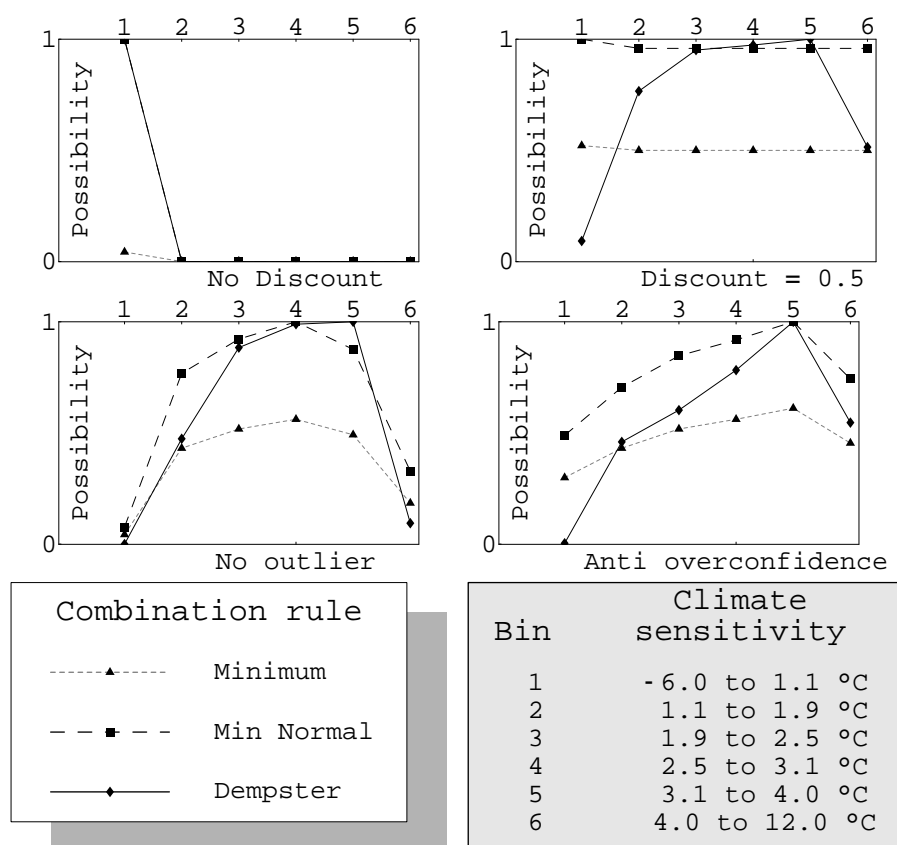 1 2 3 4 5 6
1
Possibility
0
No Discount
1 2 3 4 5 6
1
Possibility
0
Discount = 0.5
1 2 3 4 5 6
1
Possibility
0
No outlier
1 2 3 4 5 6
1
Possibility
0
Anti overconfidence
Combination rule
Minimum
Min Normal
Dempster
Climate
Bin sensitivity
1 -6.0 to 1.1 °C
2 1.1 to 1.9 °C
3 1.9 to 2.5 °C
4 2.5 to 3.1 °C
5 3.1 to 4.0 °C
6 4.0 to 12.0 °C